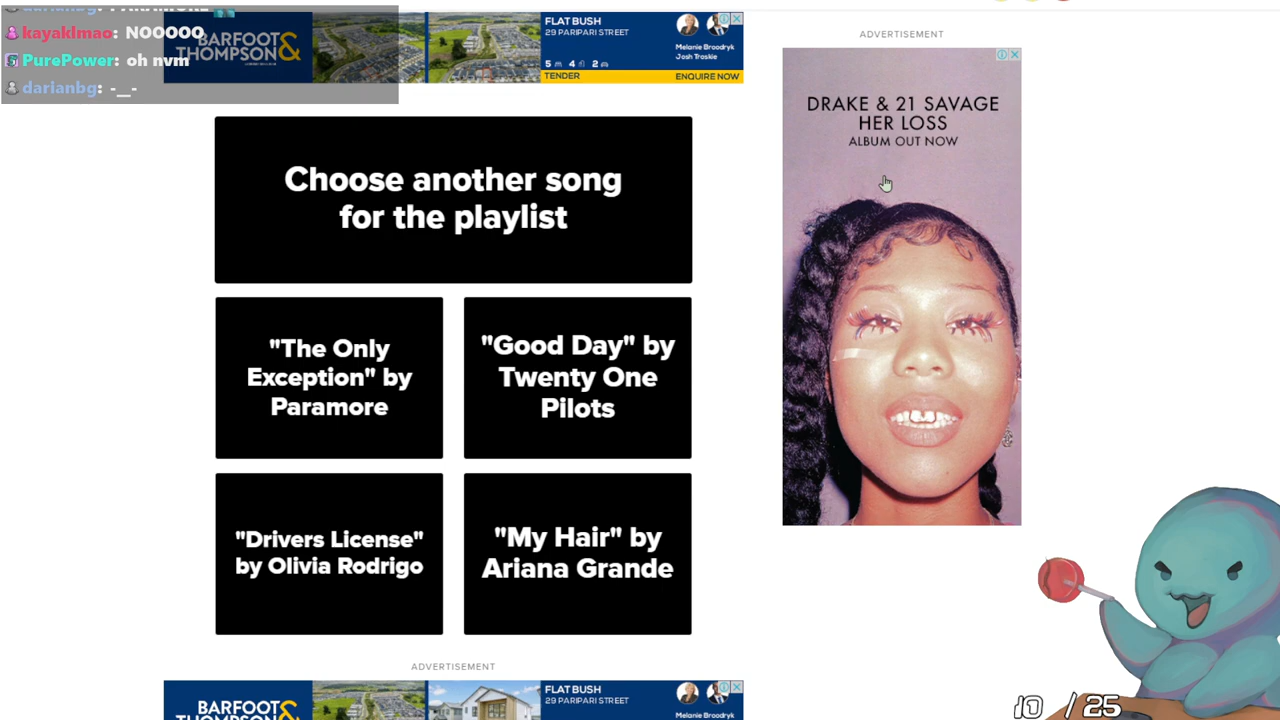 kayaklmao: NOOOOO
PurePower: oh nvm
darianbg: -__-
BARFOOT
& THOMPSON
FLAT BUSH
29 PARIPARI STREET
5 4 2
TENDER
Melanie Broodryk
Josh Troskie
ENQUIRE NOW
Choose another song
for the playlist
"The Only
Exception" by
Paramore
"Good Day" by
Twenty One
Pilots
"Drivers License"
by Olivia Rodrigo
"My Hair" by
Ariana Grande
ADVERTISEMENT
BARFOOT
& THOMPSON
FLAT BUSH
29 PARIPARI STREET
Melanie Broodryk
ADVERTISEMENT
DRAKE & 21 SAVAGE
HER LOSS
ALBUM OUT NOW
10 / 25